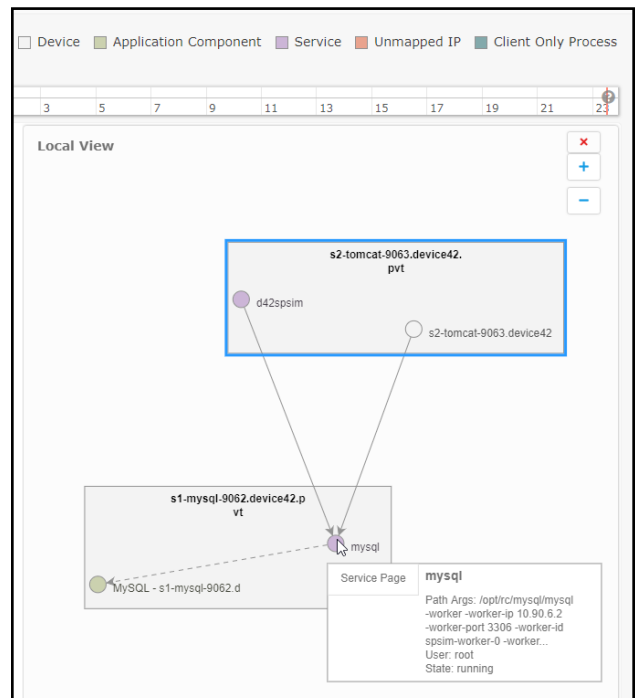 Device Application Component Service Unmapped IP Client Only Process
3 5 7 9 11 13 15 17 19 21 23
?
Local View
×
+
−
s2-tomcat-9063.device42.
pvt
d42spsim
s2-tomcat-9063.device42
s1-mysql-9062.device42.p
vt
mysql
MySQL - s1-mysql-9062.d
Service Page
mysql
Path Args: /opt/rc/mysql/mysql
-worker -worker-ip 10.90.6.2
-worker-port 3306 -worker-id
spsim-worker-0 -worker...
User: root
State: running